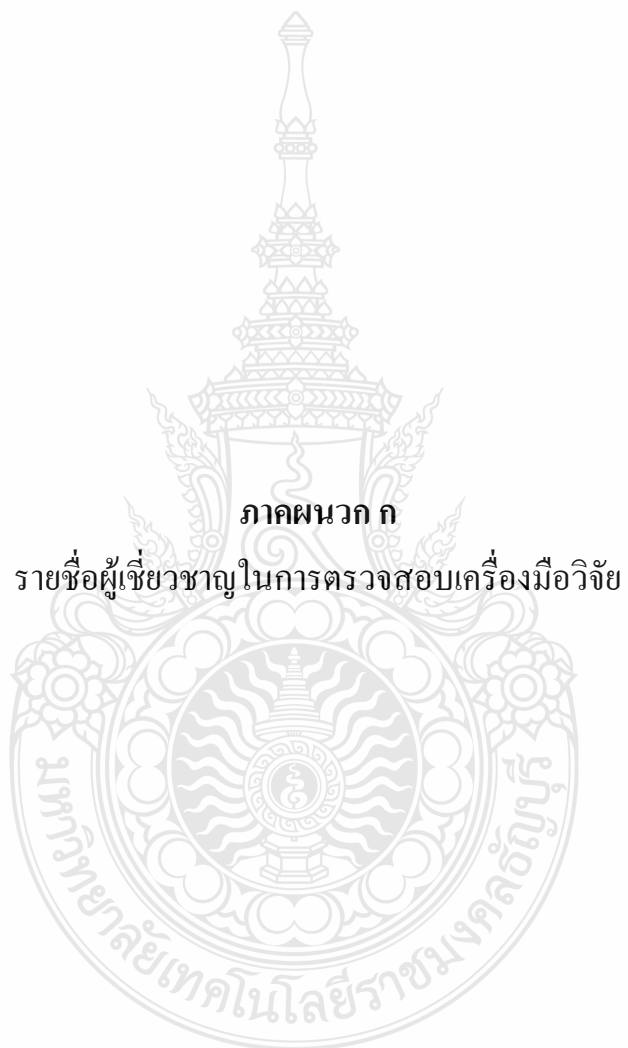 ภาคผนวก ก
รายชื่อผู้เชี่ยวชาญในการตรวจสอบเครื่องมือวิจัย
มหาวิทยาลัยเทคโนโลยีราชมงคลธัญบุรี